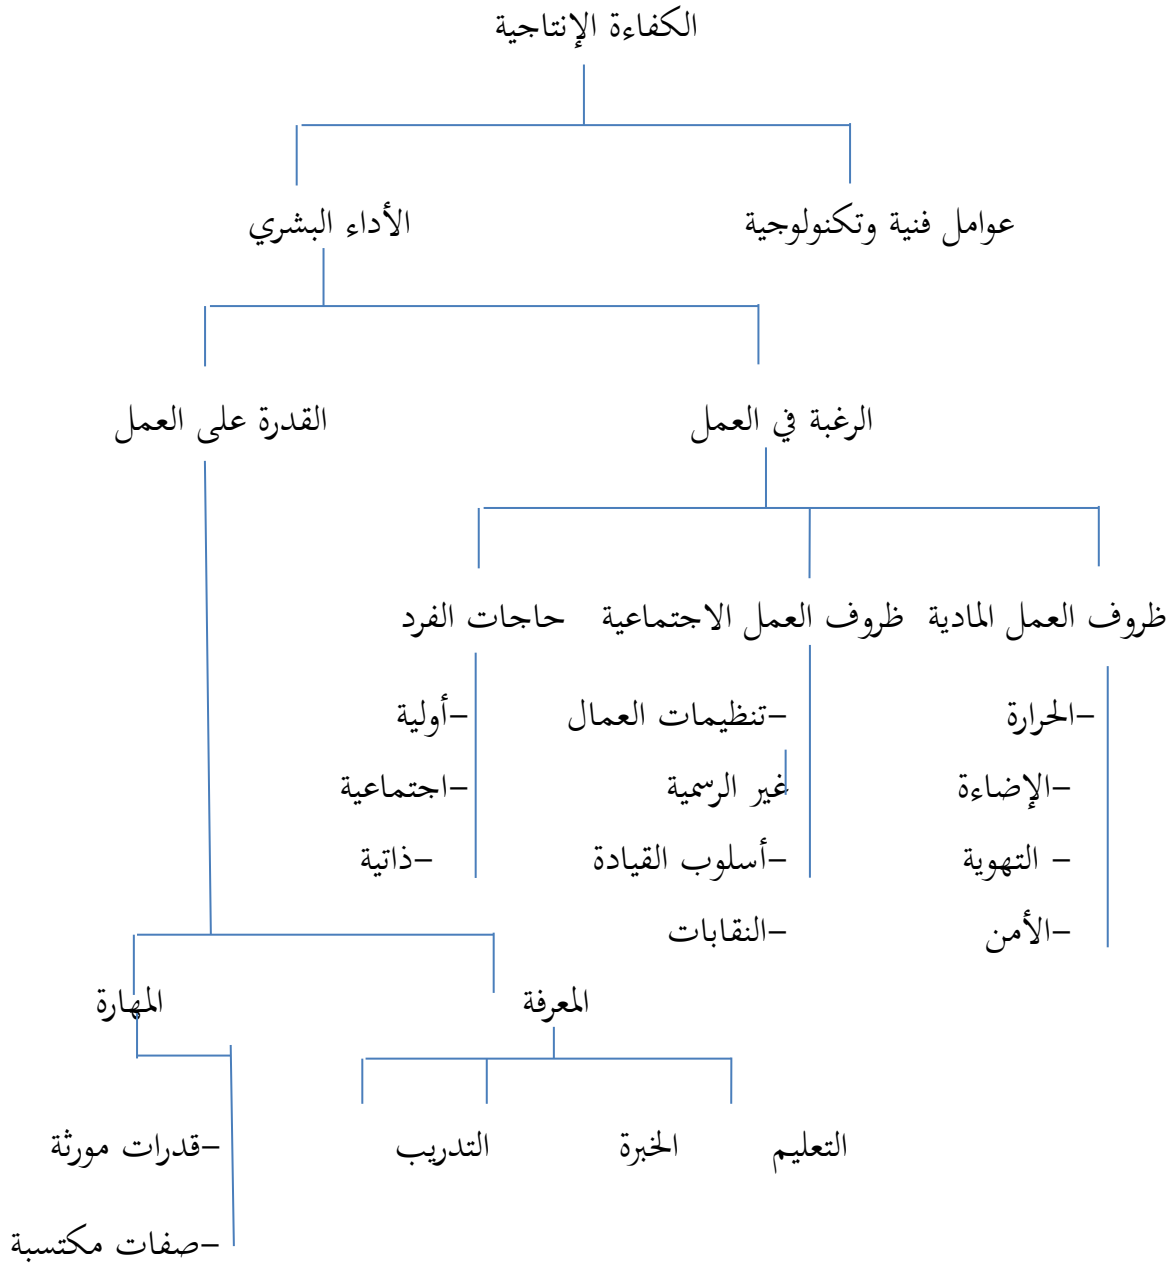 الكفاءة الإنتاجية
عوامل فنية وتكنولوجية
الأداء البشري
الرغبة في العمل
القدرة على العمل
ظروف العمل المادية
ظروف العمل الاجتماعية
حاجات الفرد
-الحرارة
-الإضاءة
- التهوية
-الأمن
-تنظيمات العمال
غير الرسمية
-أسلوب القيادة
-النقابات
-أولية
-اجتماعية
-ذاتية
المعرفة
المهارة
التعليم
الخبرة
التدريب
-قدرات مورثة
-صفات مكتسبة